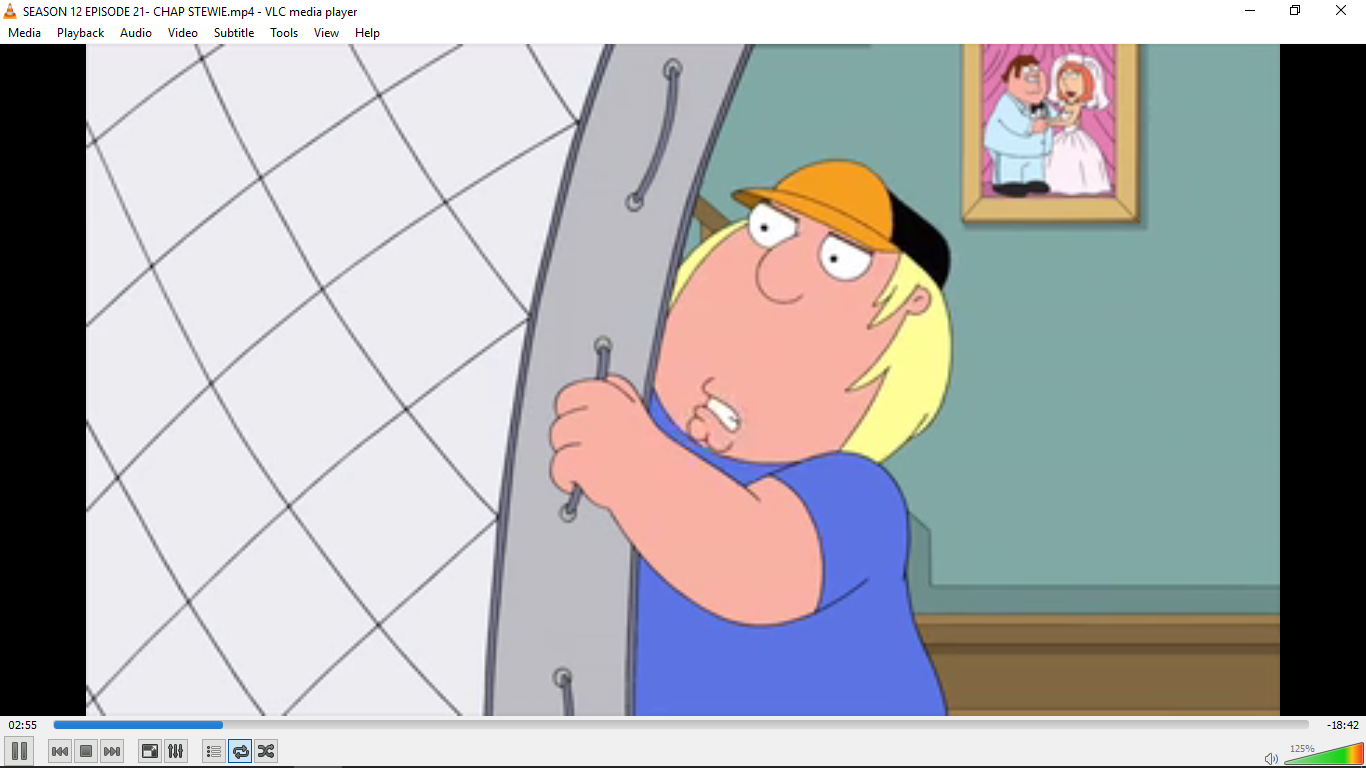 SEASON 12 EPISODE 21- CHAP STEWIE.mp4 - VLC media player
Media Playback Audio Video Subtitle Tools View Help
02:55
-18:42
125%